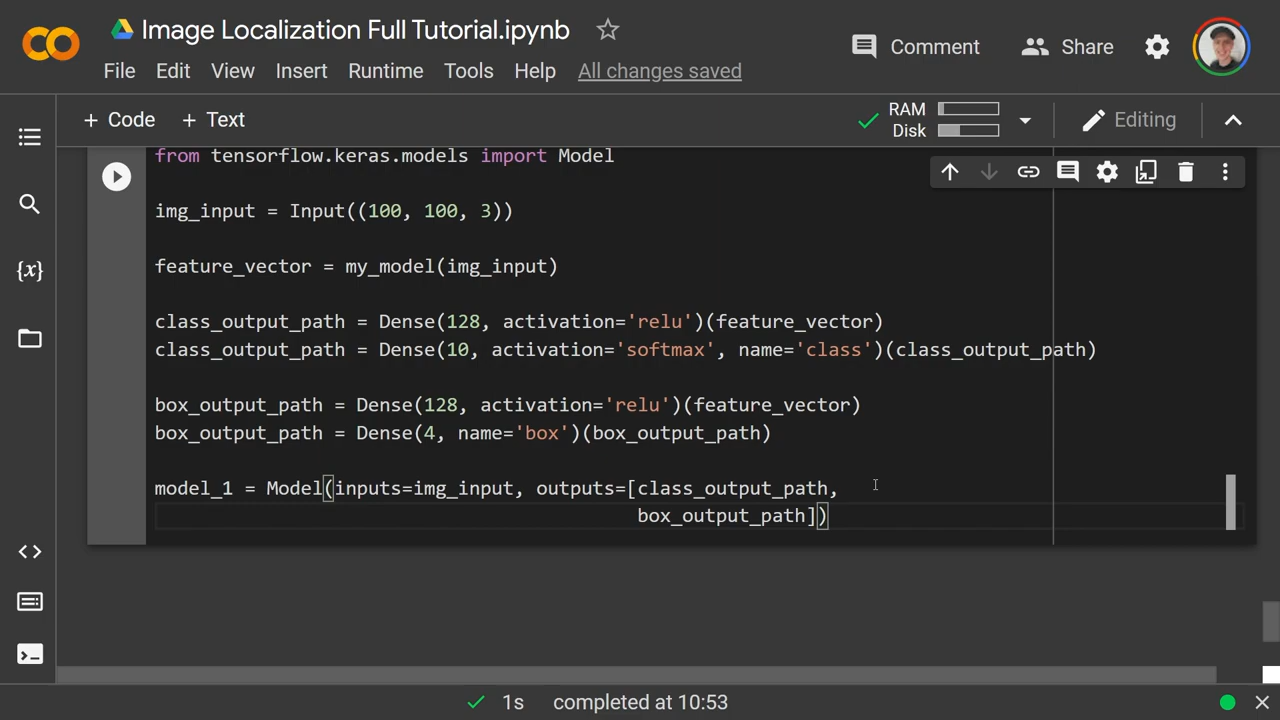 Image Localization Full Tutorial.ipynb
Comment
Share
File Edit View Insert Runtime Tools Help All changes saved
+ Code + Text
RAM
Disk
Editing
from tensorflow.keras.models import Model
img_input = Input((100, 100, 3))
feature_vector = my_model(img_input)
class_output_path = Dense(128, activation='relu')(feature_vector)
class_output_path = Dense(10, activation='softmax', name='class')(class_output_path)
box_output_path = Dense(128, activation='relu')(feature_vector)
box_output_path = Dense(4, name='box')(box_output_path)
model_1 = Model(inputs=img_input, outputs=[class_output_path,
box_output_path])
1s completed at 10:53